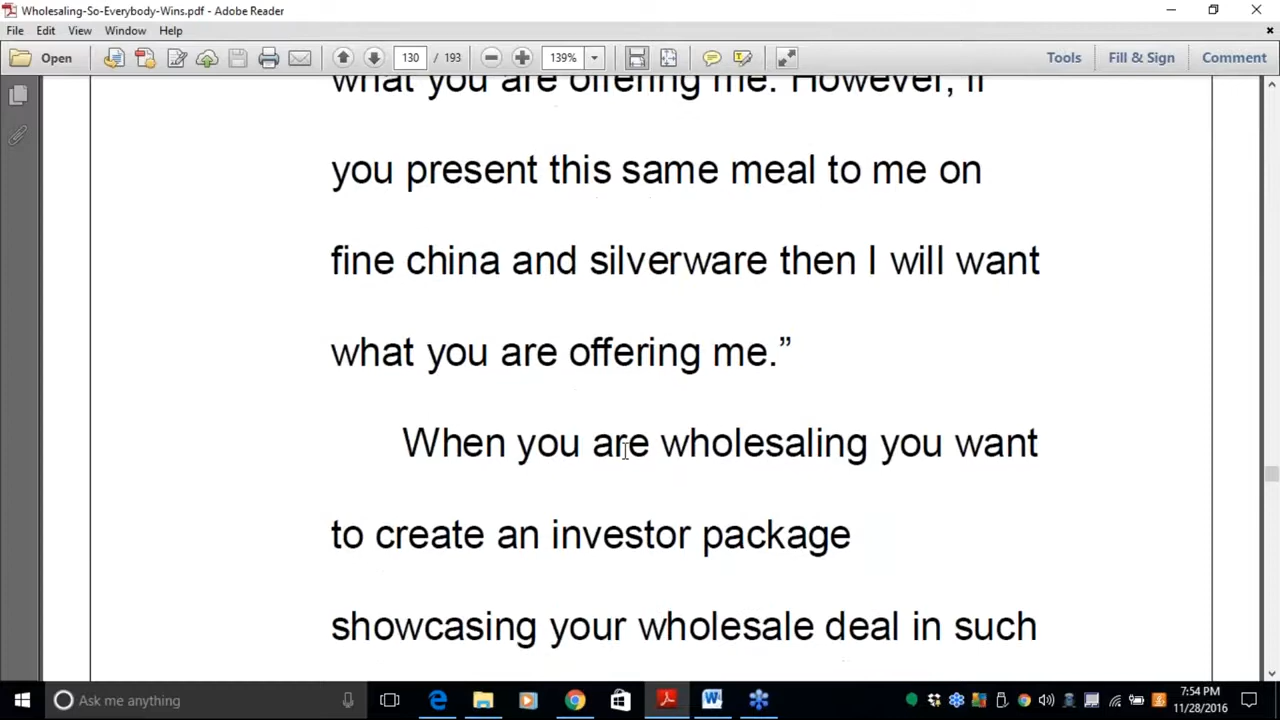 Wholesaling-So-Everybody-Wins.pdf - Adobe Reader
File Edit View Window Help
Open 130 / 193 139% Tools Fill & Sign Comment
what you are offering me. However, if
you present this same meal to me on
fine china and silverware then I will want
what you are offering me.”
When you are wholesaling you want
to create an investor package
showcasing your wholesale deal in such
Ask me anything
7:54 PM
11/28/2016